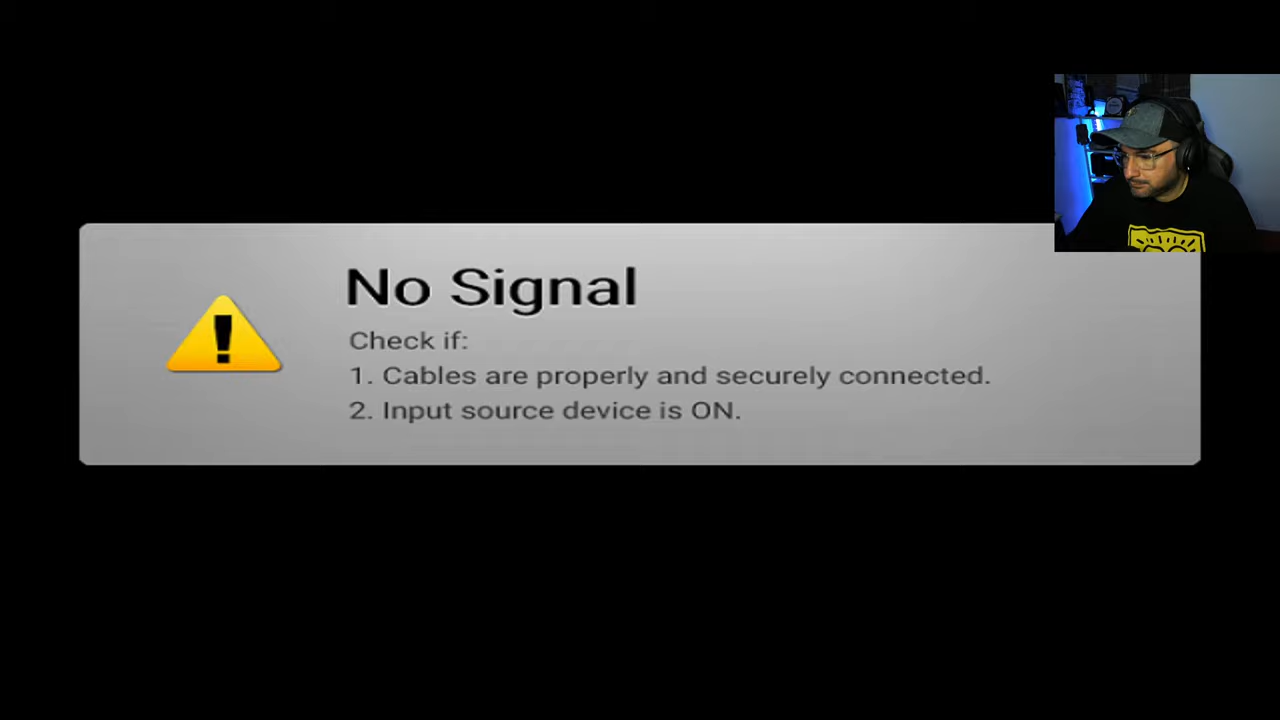 No Signal
Check if:
1. Cables are properly and securely connected.
2. Input source device is ON.